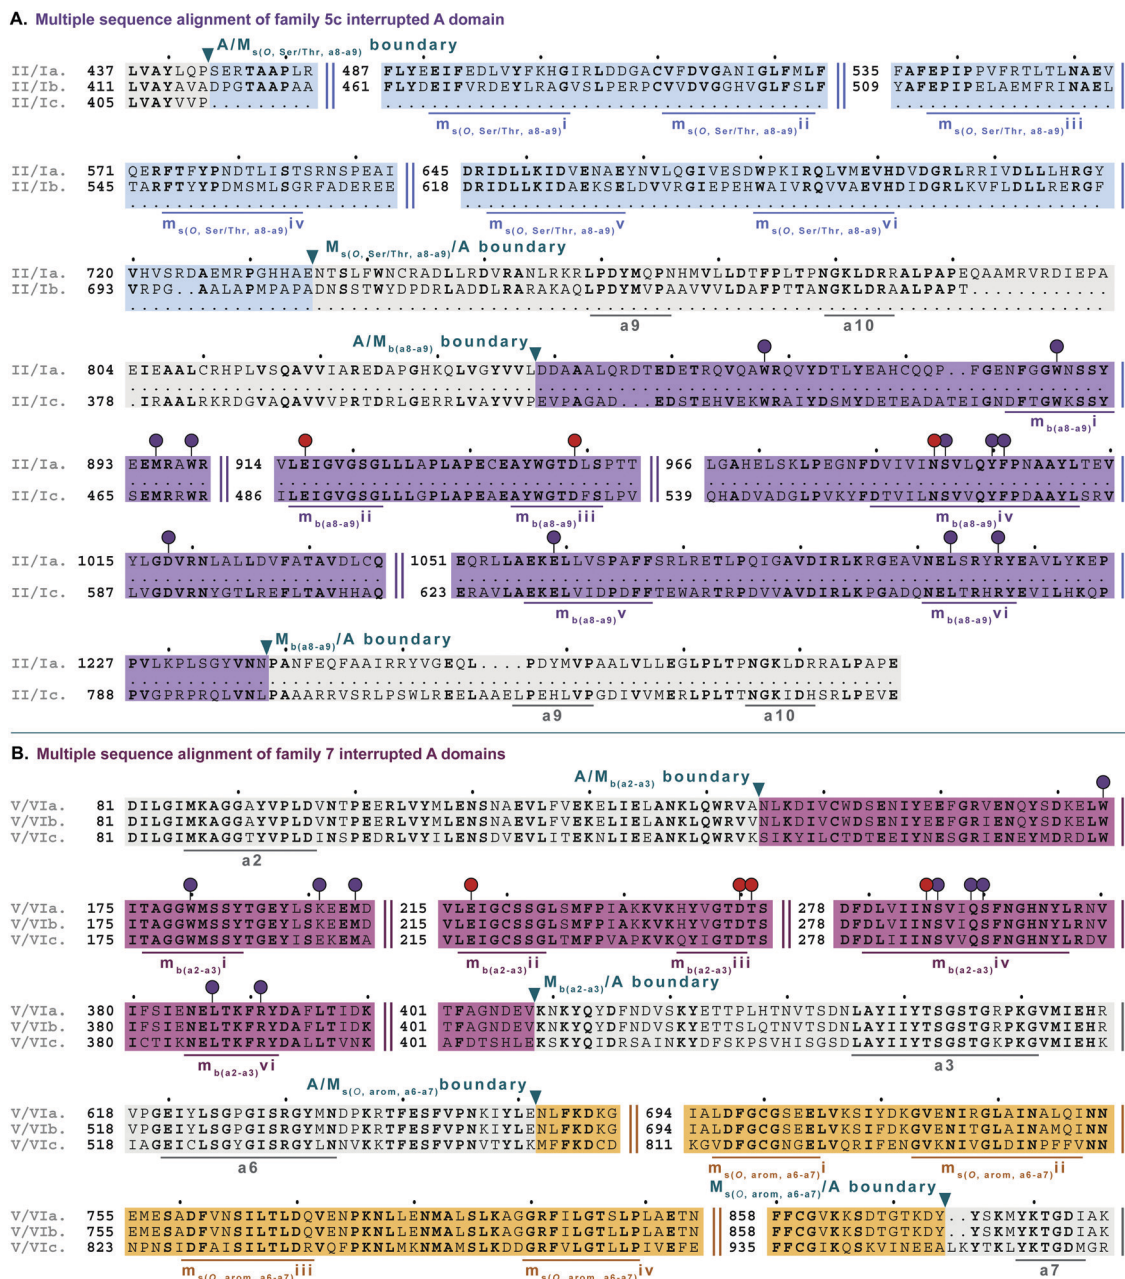 A. Multiple sequence alignment of family 5c interrupted A domain
A/Ms(O, Ser/Thr, a8-a9) boundary
II/Ia. 437 LVAYLQPSERTAAPLR 487 FLYEEIFEDLVYFKHGIRLDDGACVFDVGANIGLFMLF 535 FAFEPIPPVFRTLTLNAEV
II/Ib. 411 LVAYAVADPGTAAPAA 461 FLYDEIFVRDEYLRAGVSLPERPCVVDVGGHVGLFSLF 509 YAFEPIPELAEMFRINAEL
II/Ic. 405 LVAYVVP.........
ms(O, Ser/Thr, a8-a9)i ms(O, Ser/Thr, a8-a9)ii ms(O, Ser/Thr, a8-a9)iii
II/Ia. 571 QERFTFYPNDTLISTSRNSPEAI 645 DRIDLLKIDVENAEYNVLQGIVESDWPKIRQLVMEVHDVDGRLRRIVDLLLHRGY
II/Ib. 545 TARFTYYPDMSMLSGRFADEREE 618 DRIDLLKIDAEKSELDVVRGIEPEHWAIVRQVVAEVHDIDGRLKVFLDLLRERGF
ms(O, Ser/Thr, a8-a9)iv ms(O, Ser/Thr, a8-a9)v ms(O, Ser/Thr, a8-a9)vi
Ms(O, Ser/Thr, a8-a9)/A boundary
II/Ia. 720 VHVSRDAEMRPGHHAENTSLFWNCRADLLRDVRANLRKRLPDYMQPNHMVLLDTFPLTPNGKLDRRALPAPEQAAMRVRDIEPA
II/Ib. 693 VRPG..AALAPMPAPADNSSTWYDPDRLADDLRARAKAQLPDYMVPAAVVVLDAFPTTANGKLDRAALPAPT............
a9 a10
A/Mb(a8-a9) boundary
II/Ia. 804 EIEAALCRHPLVSQAVVIAREDAPGHKQLVGYVVLDDAAALQRDTEDETRQVQAWRQVYDTLYEAHCQQP..FGENFGGWNSSY
II/Ic. 378 .IRAALRKRDGVAQAVVVPRTDRLGERRLVAYVVPEVPAGAD...EDSTEHVEKWRAIYDSMYDETEADATEIGNDFTGWKSSY
mb(a8-a9)i
II/Ia. 893 EEMRAWR 914 VLEIGVGSGLLLAPLAPECEAYWGTDLSPTT 966 LGAHELSKLPEGNFDVIVINSVLQYFPNAAYLTEV
II/Ic. 465 SEMRRWR 486 ILEIGVGSGLLLGPLAPEAEAYWGTDFSLPV 539 QHADVADGLPVKYFDTVILNSVVQYFPDAAYLSRV
mb(a8-a9)ii mb(a8-a9)iii mb(a8-a9)iv
II/Ia. 1015 YLGDVRNLALLDVFATAVDLCQ 1051 EQRLLAEKELLVSPAFFSRLRETLPQIGAVDIRLKRGEAVNELSRYRYEAVLYKEP
II/Ic. 587 LVGDVRNYGTLREFLTAVHHAQ 623 ERAVLAEKELVIDPDFFTEWARTRPDVVAVDIRLKPGADQNELTRHRYEVILHKQP
mb(a8-a9)v mb(a8-a9)vi
Mb(a8-a9)/A boundary
II/Ia. 1227 PVLKPLSGYVNNPANFEQFAAIRRYVGEQL....PDYMVPAALVLLEGLPLTPNGKLDRRALPAPE
II/Ic. 788 PVGPRPRQLVNLPAAARRVSRLPSWLREELAAELPEHLVPGDIVVMERLPLTTNGKIDHSRLPEVE
a9 a10
B. Multiple sequence alignment of family 7 interrupted A domains
A/Mb(a2-a3) boundary
V/VIa. 81 DILGIMKAGGAYVPLDVNTPEERLVYMLENSNAEVLFVEKELIELANKLQWRVANLKDIVCWDSENIYEEFGRVENQYSDKELW
V/VIb. 81 DILGIMKAGGAYVPLDVNTPEERLVYMLENSNAEVLFVEKELIELANKLQWRVVNLKDIVCWDSENIYEEFGRIENQYSDKELW
V/VIc. 81 DILGIMKAGGTYVPLDINSPEDRLVYILENSDVEVLITEKNLIEEANKLQWRVKSIKYILCTDTEEIYNESGRIENEYMDRDLW
a2
V/VIa. 175 ITAGGWMSSYTGEYLSKEEMD 215 VLEIGCSSGLSMFPIAKKVKHYVGTDTS 278 DFDLVIINSVIQSFNGHNYLRNV
V/VIb. 175 ITAGGWMSSYTGEYLSKEEMD 215 VLEIGCSSGLSMFPIAKKVKHYVGTDTS 278 DFDLVIINSVIQSFNGHNYLRNV
V/VIc. 175 ITAGGWMSSYTGEYISEKEMA 215 VLEIGCSSGLTMFPVAPKVKQYIGTDTS 278 DFDLIIINSVIQSFNGHNYLRDV
mb(a2-a3)i mb(a2-a3)ii mb(a2-a3)iii mb(a2-a3)iv
Mb(a2-a3)/A boundary
V/VIa. 380 IFSIENELTKFRYDAFLTIDK 401 TFAGNDEVKNKYQYDFNDVSKYETTPLHTNVTSDNLAYIIYTSGSTGRPKGVMIEHR
V/VIb. 380 IFSIENELTKFRYDAFLTIDK 401 TFAGNDEVKNKYQYDFNDVSKYETTSLQTNVTSDNLAYIIYTSGSTGRPKGVMIEHR
V/VIc. 380 ICTIKNELTKFRYDALLTVNK 401 AFDTSHLEKSKYQIDRSAINKYDFSKPSVHISGSDLAYIIYTSGSTGKPKGVMIEHK
mb(a2-a3)vi a3
A/Ms(O, arom, a6-a7)boundary
V/VIa. 618 VPGEIYLSGPGISRGYMNDPKRTFESFVPNKIYLENLFKDKG 694 IALDFGCGSEELVKSIYDKGVENIRGLAINALQINN
V/VIb. 518 VPGEIYLSGPGISRGYMNDPKRTFESFVPNKIYLENLFKDKG 694 IALDFGCGSEELVKSIFDKGVENITGLAINAMQINN
V/VIc. 518 IAGEICLSGYGISRGYLNNVKKTFESFVPNVTYLKMFFKDCD 811 KGVDFGCGNGELVQRIFENGVKNIVGLDINPFFVNN
a6 ms(O, arom, a6-a7)i ms(O, arom, a6-a7)ii
Ms(O, arom, a6-a7)/A boundary
V/VIa. 755 EMESADFVNSILTLDQVENPKNLLENMALSLKAGGRFILGTSLPLAETN 858 FFCGVKKSDTGTKDY..YSKMYKTGDIAK
V/VIb. 755 EMESADFVNSILTLDQVENPKNLLENMALSLKAGGRFILGTSLPLAETN 858 FFCGVKKSDTGTKDY..YSKMYKTGDIAK
V/VIc. 823 NPNSIDFAISILTLDRVQFPKNLMKNMAMSLKDDGRFVLGTLLPIVEFE 935 FFCGIKQSKVINEEALKYTKLYKTGDMGR
ms(O, arom, a6-a7)iii ms(O, arom, a6-a7)iv a7